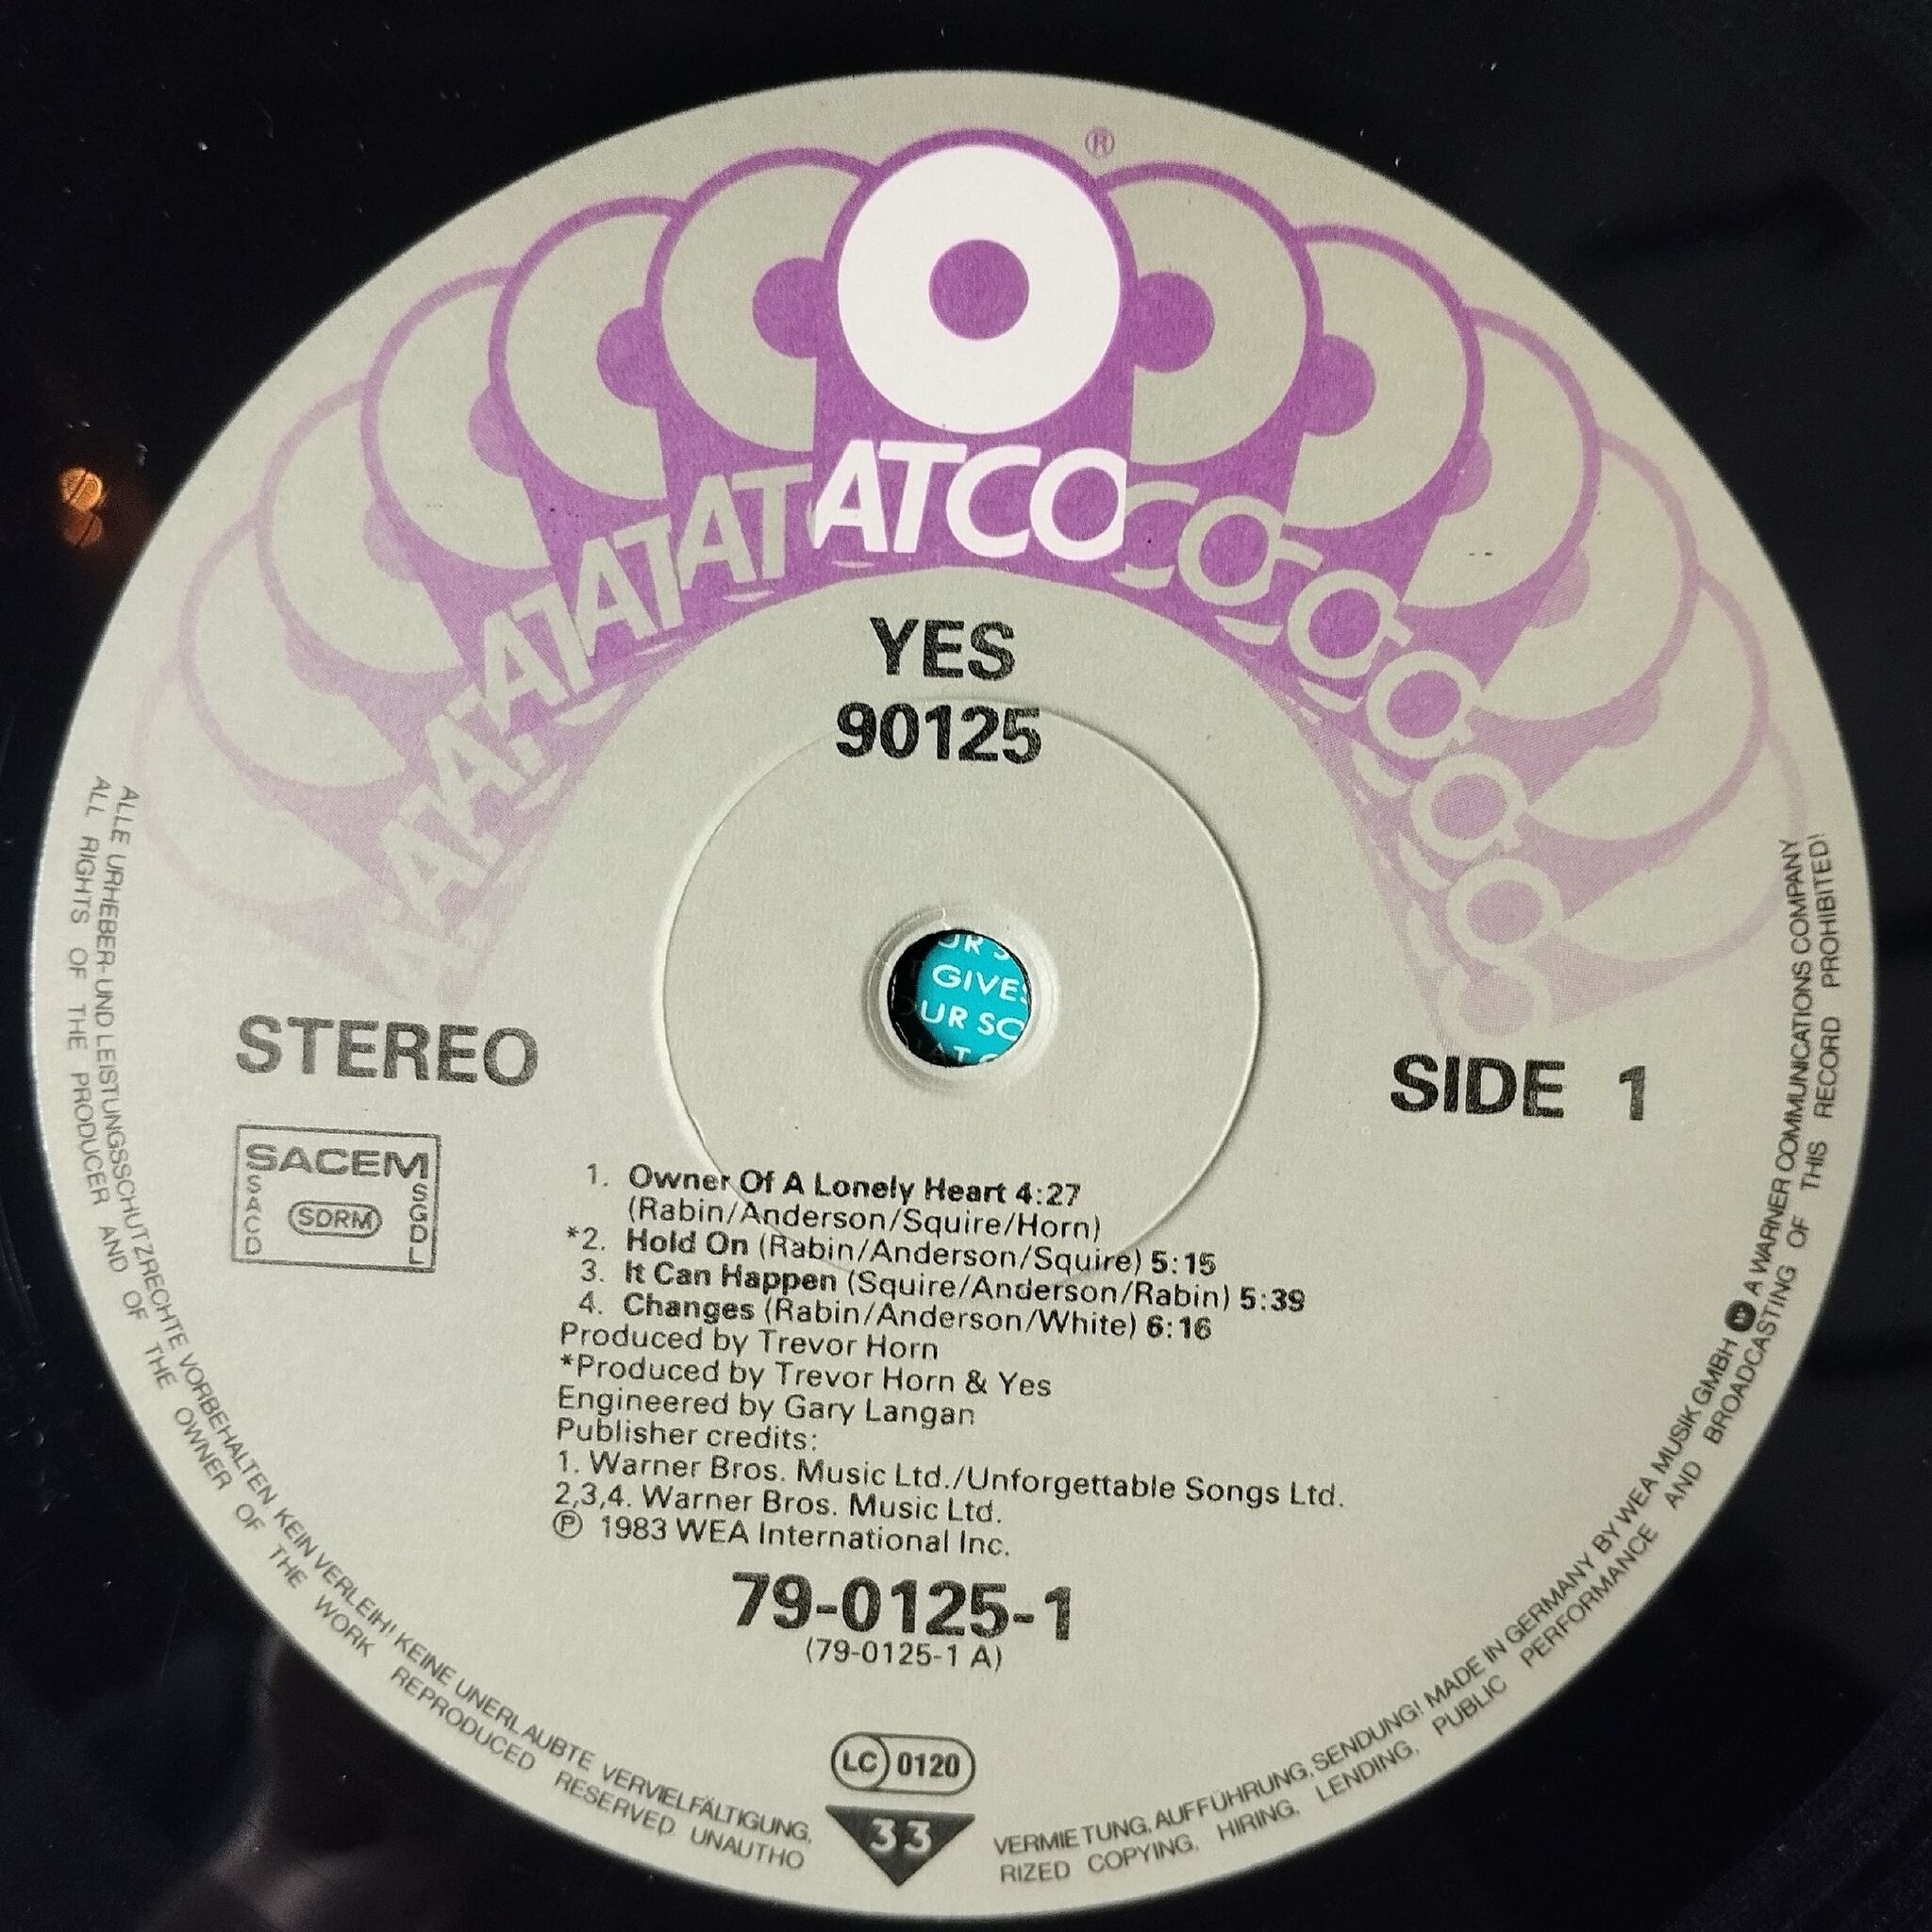 ®
ATCO
YES
90125
GIVES
UR SO
STEREO
SIDE 1
SACEM
SACD
SDRM
SGDL
1. Owner Of A Lonely Heart 4:27
(Rabin/Anderson/Squire/Horn)
*2. Hold On (Rabin/Anderson/Squire) 5:15
3. It Can Happen (Squire/Anderson/Rabin) 5:39
4. Changes (Rabin/Anderson/White) 6:16
Produced by Trevor Horn
*Produced by Trevor Horn & Yes
Engineered by Gary Langan
Publisher credits:
1. Warner Bros. Music Ltd./Unforgettable Songs Ltd.
2,3,4. Warner Bros. Music Ltd.
℗ 1983 WEA International Inc.
79-0125-1
(79-0125-1 A)
LC 0120
33
ALLE URHEBER- UND LEISTUNGSSCHUTZRECHTE VORBEHALTEN KEIN VERLEIH! KEINE UNERLAUBTE VERVIELFÄLTIGUNG, VERMIETUNG, AUFFÜHRUNG, SENDUNG! MADE IN GERMANY BY WEA MUSIK GMBH A WARNER COMMUNICATIONS COMPANY
ALL RIGHTS OF THE PRODUCER AND OF THE OWNER OF THE WORK REPRODUCED RESERVED UNAUTHORIZED COPYING, HIRING, LENDING, PUBLIC PERFORMANCE AND BROADCASTING OF THIS RECORD PROHIBITED!